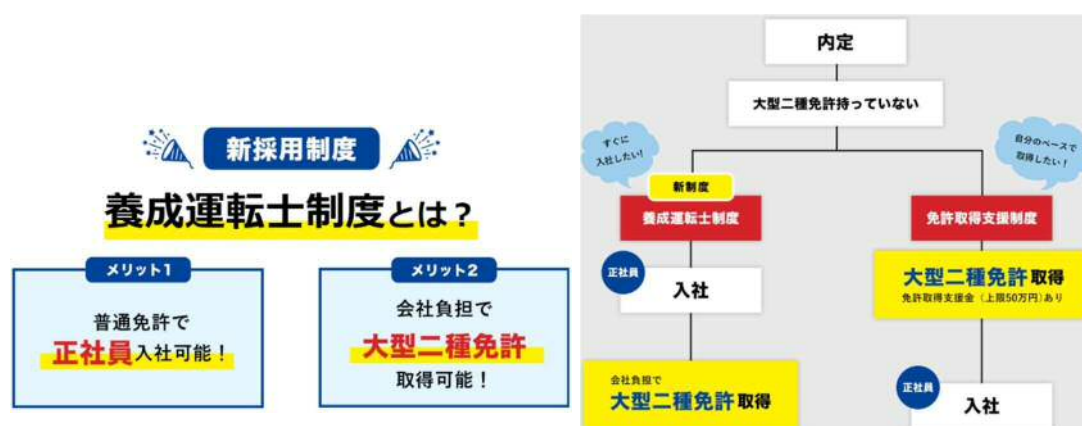 新採用制度
養成運転士制度とは？
メリット1
普通免許で
正社員入社可能！
メリット2
会社負担で
大型二種免許
取得可能！
内定
大型二種免許持っていない
すぐに
入社したい!
自分のペースで
取得したい！
新制度
養成運転士制度
正社員
入社
会社負担で
大型二種免許取得
免許取得支援制度
大型二種免許取得
免許取得支援金（上限50万円）あり
正社員
入社